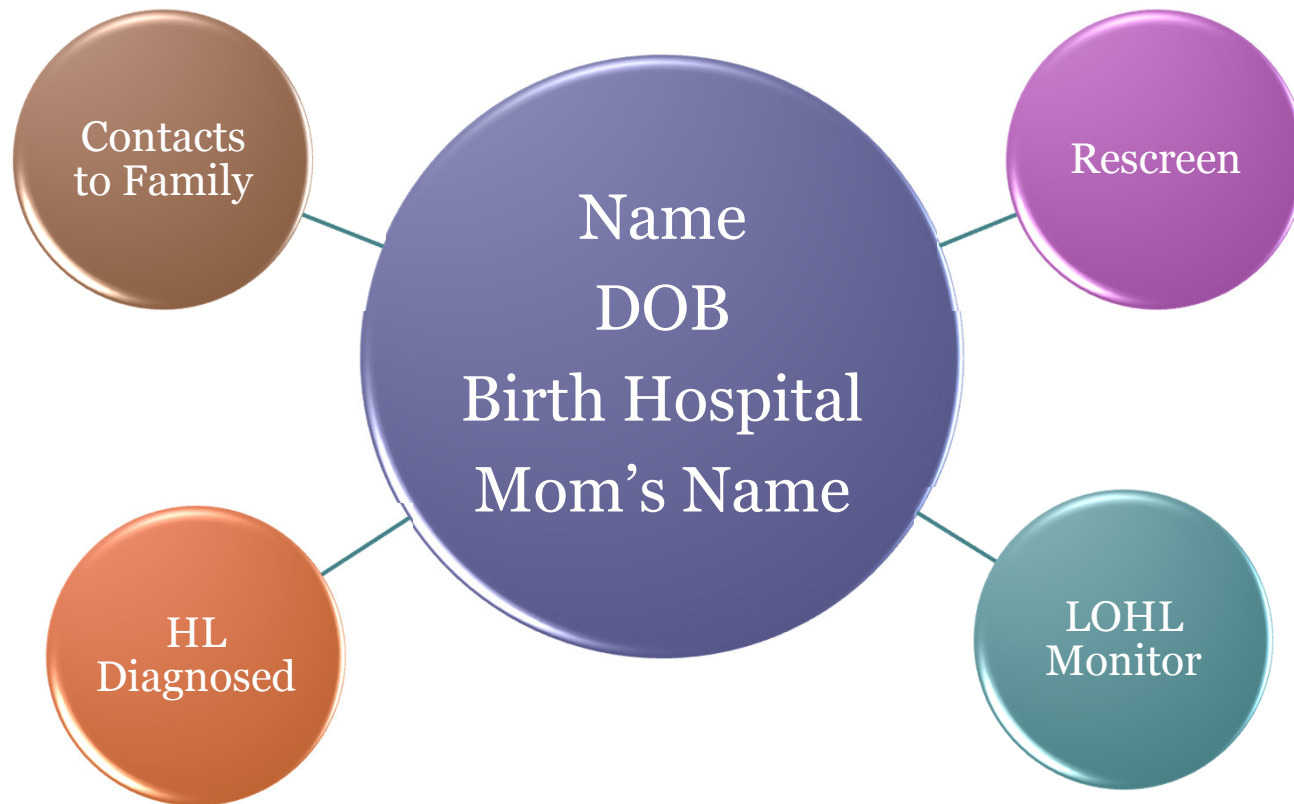 Contacts
to Family
Rescreen
Name
DOB
Birth Hospital
Mom’s Name
HL
Diagnosed
LOHL
Monitor